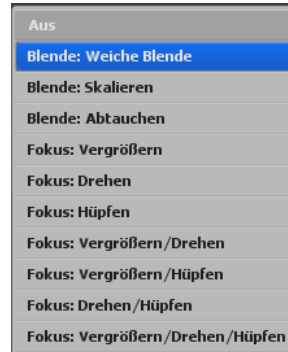 Aus
Blende: Weiche Blende
Blende: Skalieren
Blende: Abtauchen
Fokus: Vergrößern
Fokus: Drehen
Fokus: Hüpfen
Fokus: Vergrößern/Drehen
Fokus: Vergrößern/Hüpfen
Fokus: Drehen/Hüpfen
Fokus: Vergrößern/Drehen/Hüpfen